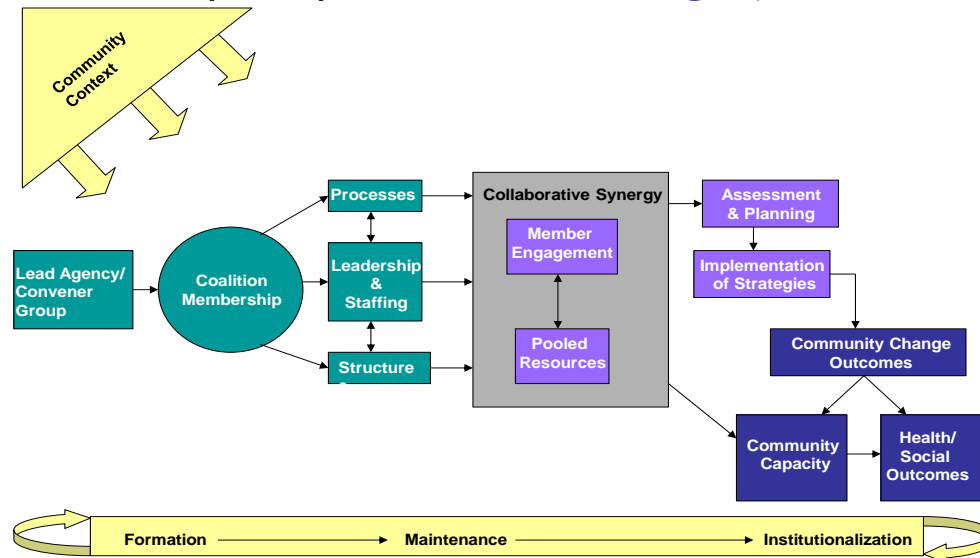 Community
Context
Processes
Collaborative Synergy
Assessment
& Planning
Member
Engagement
Lead Agency/
Convener
Group
Coalition
Membership
Leadership
&
Staffing
Implementation
of Strategies
Pooled
Resources
Structure
Community Change
Outcomes
Community
Capacity
Health/
Social
Outcomes
Formation
Maintenance
Institutionalization